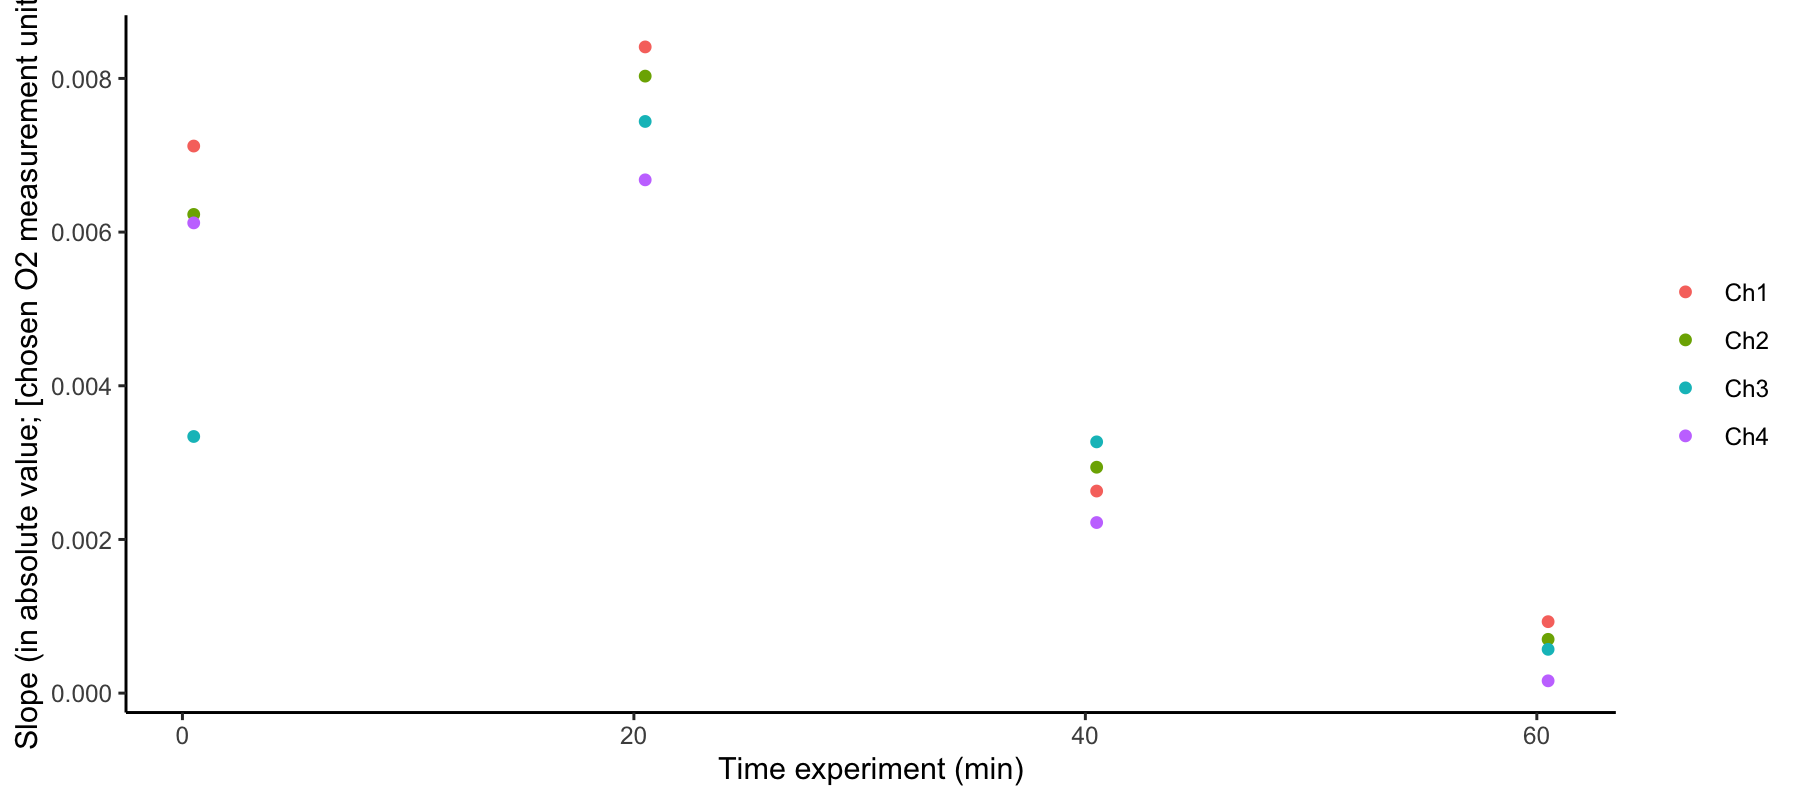 Slope (in absolute value; [chosen O2 measurement unit
0.008
0.006
0.004
0.002
0.000
0
20
40
60
Time experiment (min)
Ch1
Ch2
Ch3
Ch4